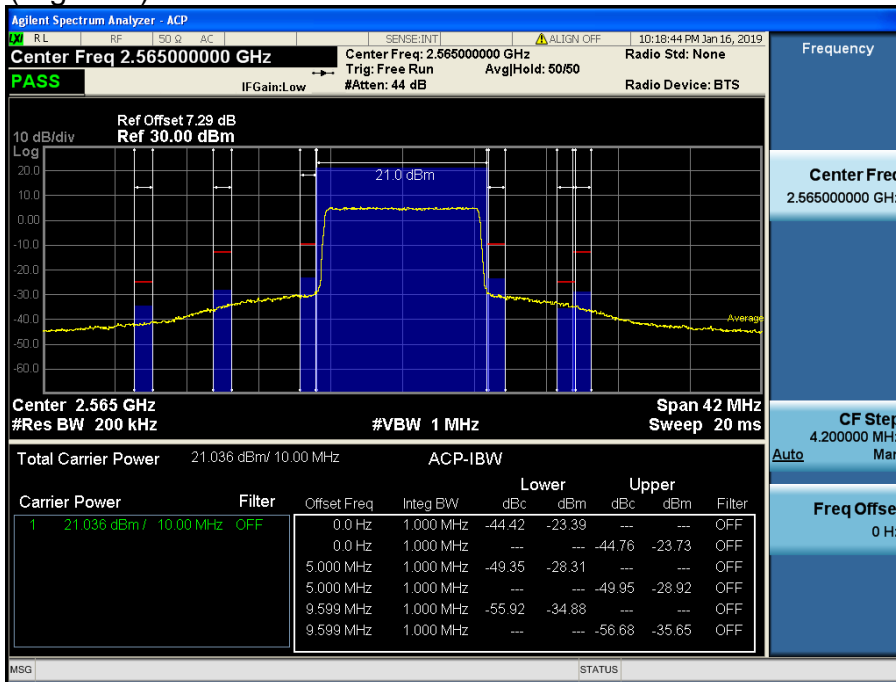 Agilent Spectrum Analyzer - ACP
LXI RL RF 50 Ω AC SENSE:INT ALIGN OFF 10:18:44 PM Jan 16, 2019
Center Freq 2.565000000 GHz
Center Freq: 2.565000000 GHz
Radio Std: None
Trig: Free Run
Avg|Hold: 50/50
PASS
IFGain:Low
#Atten: 44 dB
Radio Device: BTS
Ref Offset 7.29 dB
10 dB/div Ref 30.00 dBm
Log
20.0
21.0 dBm
10.0
0.00
-10.0
-20.0
-30.0
-40.0
Average
-50.0
-60.0
Center 2.565 GHz Span 42 MHz
#Res BW 200 kHz #VBW 1 MHz Sweep 20 ms
Total Carrier Power 21.036 dBm/ 10.00 MHz ACP-IBW
Lower Upper
Carrier Power Filter Offset Freq Integ BW dBc dBm dBc dBm Filter
1 21.036 dBm / 10.00 MHz OFF 0.0 Hz 1.000 MHz -44.42 -23.39 --- --- OFF
0.0 Hz 1.000 MHz --- --- -44.76 -23.73 OFF
5.000 MHz 1.000 MHz -49.35 -28.31 --- --- OFF
5.000 MHz 1.000 MHz --- --- -49.95 -28.92 OFF
9.599 MHz 1.000 MHz -55.92 -34.88 --- --- OFF
9.599 MHz 1.000 MHz --- --- -56.68 -35.65 OFF
MSG STATUS
Frequency
Center Freq
2.565000000 GHz
CF Step
4.200000 MHz
Auto Man
Freq Offset
0 Hz